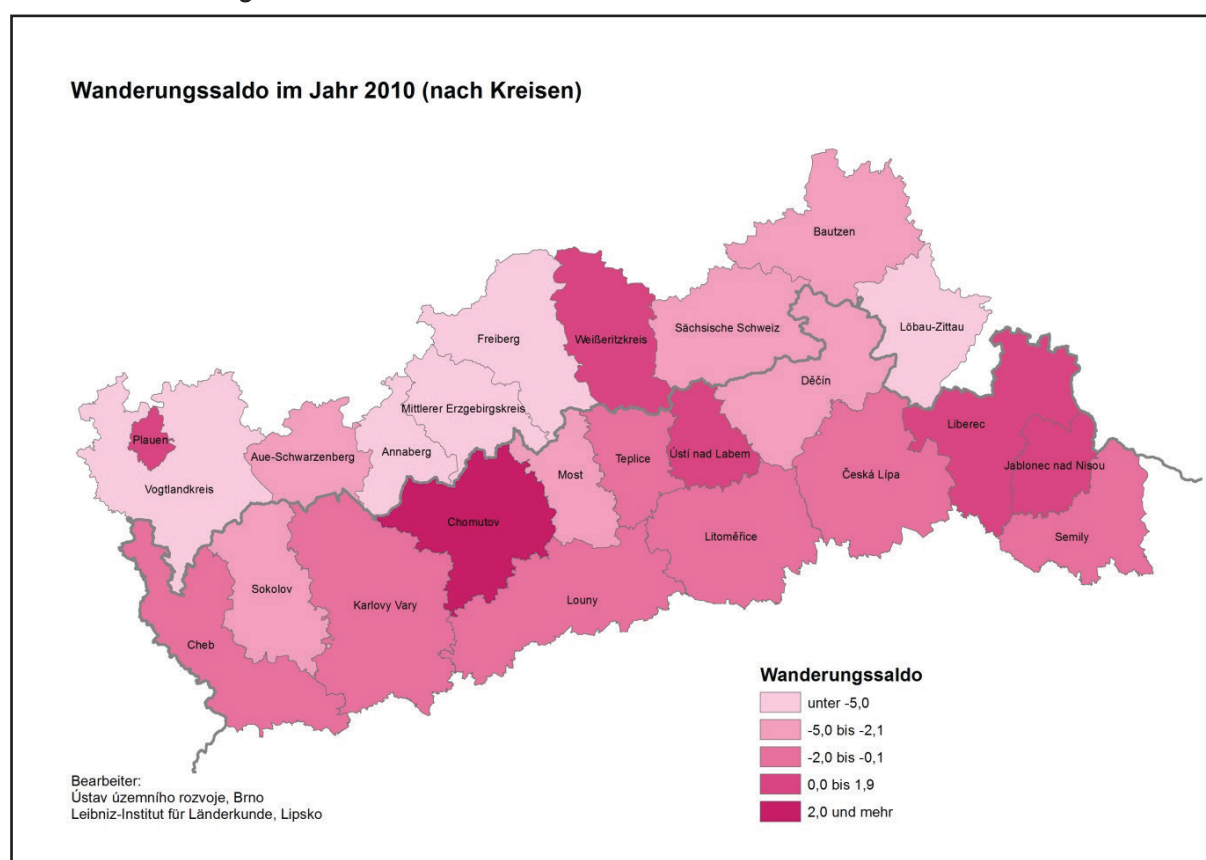 Wanderungssaldo im Jahr 2010 (nach Kreisen)
Bautzen
Löbau-Zittau
Sächsische Schweiz
Weißeritzkreis
Freiberg
Mittlerer Erzgebirgskreis
Annaberg
Aue-Schwarzenberg
Plauen
Vogtlandkreis
Děčín
Liberec
Jablonec nad Nisou
Semily
Česká Lípa
Ústí nad Labem
Teplice
Most
Chomutov
Litoměřice
Louny
Karlovy Vary
Sokolov
Cheb
Wanderungssaldo
unter -5,0
-5,0 bis -2,1
-2,0 bis -0,1
0,0 bis 1,9
2,0 und mehr
Bearbeiter:
Ústav územního rozvoje, Brno
Leibniz-Institut für Länderkunde, Lipsko